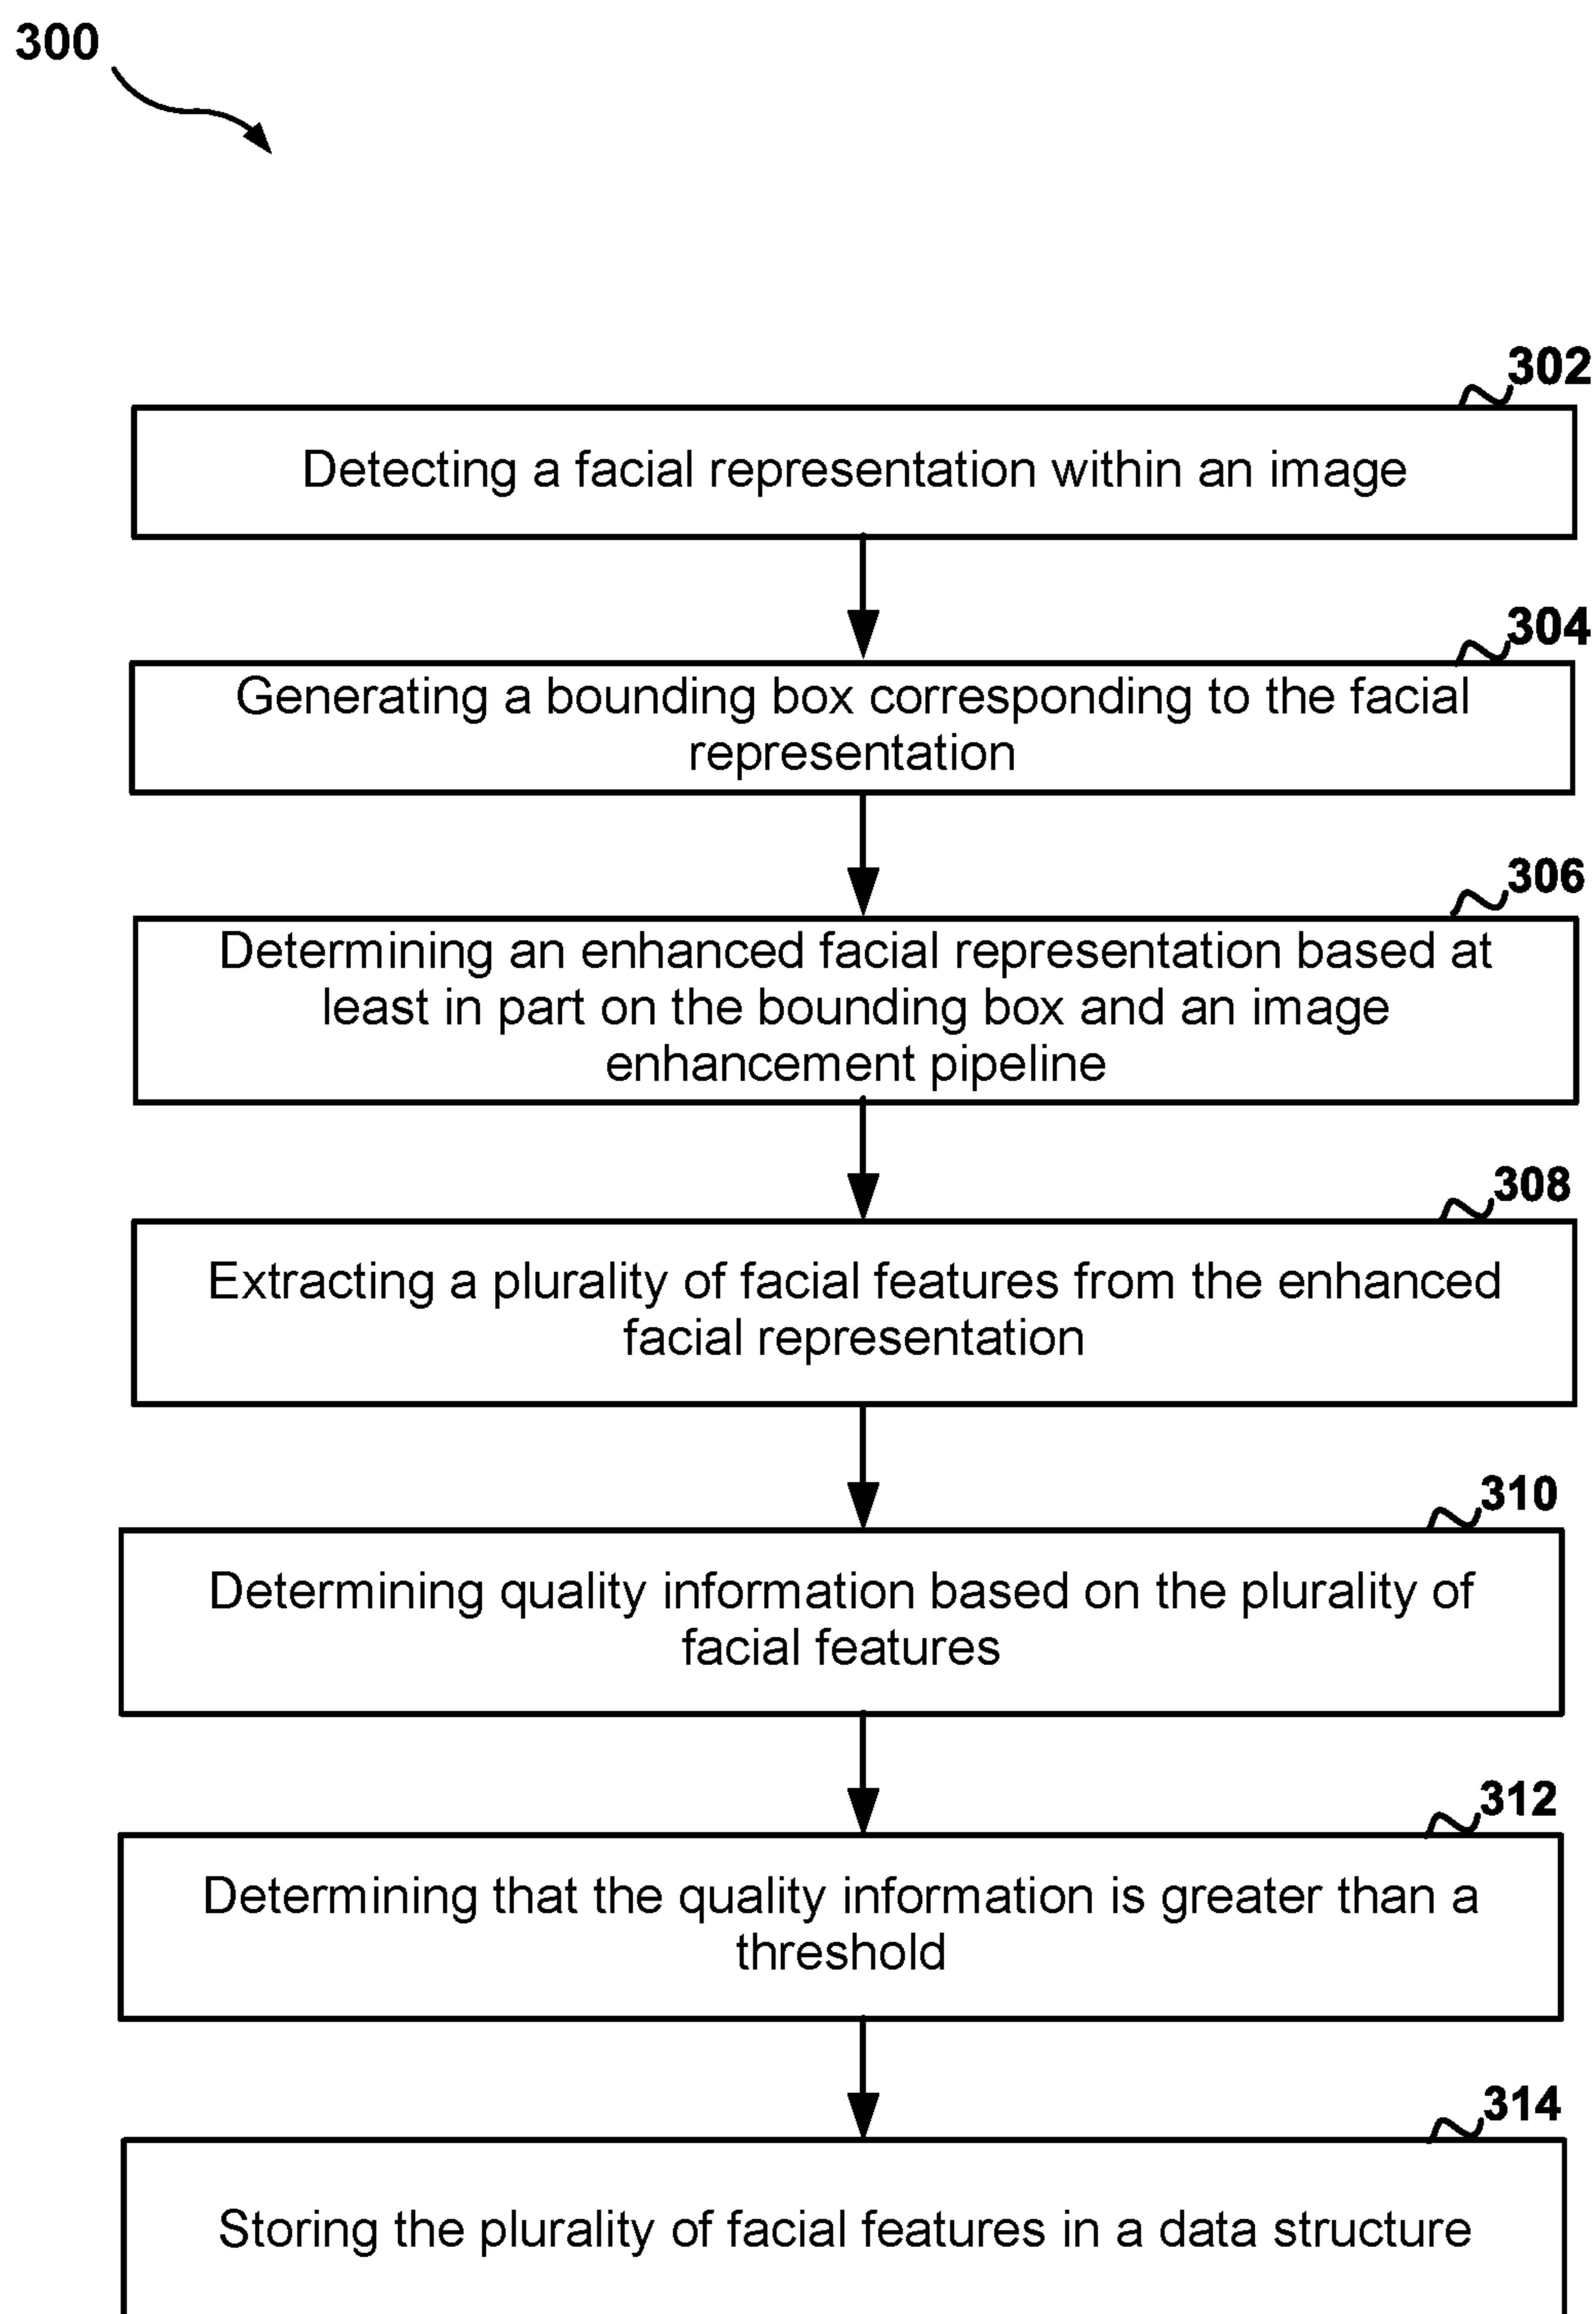 300
302
Detecting a facial representation within an image
304
Generating a bounding box corresponding to the facial
representation
306
Determining an enhanced facial representation based at
least in part on the bounding box and an image
enhancement pipeline
308
Extracting a plurality of facial features from the enhanced
facial representation
310
Determining quality information based on the plurality of
facial features
312
Determining that the quality information is greater than a
threshold
314
Storing the plurality of facial features in a data structure